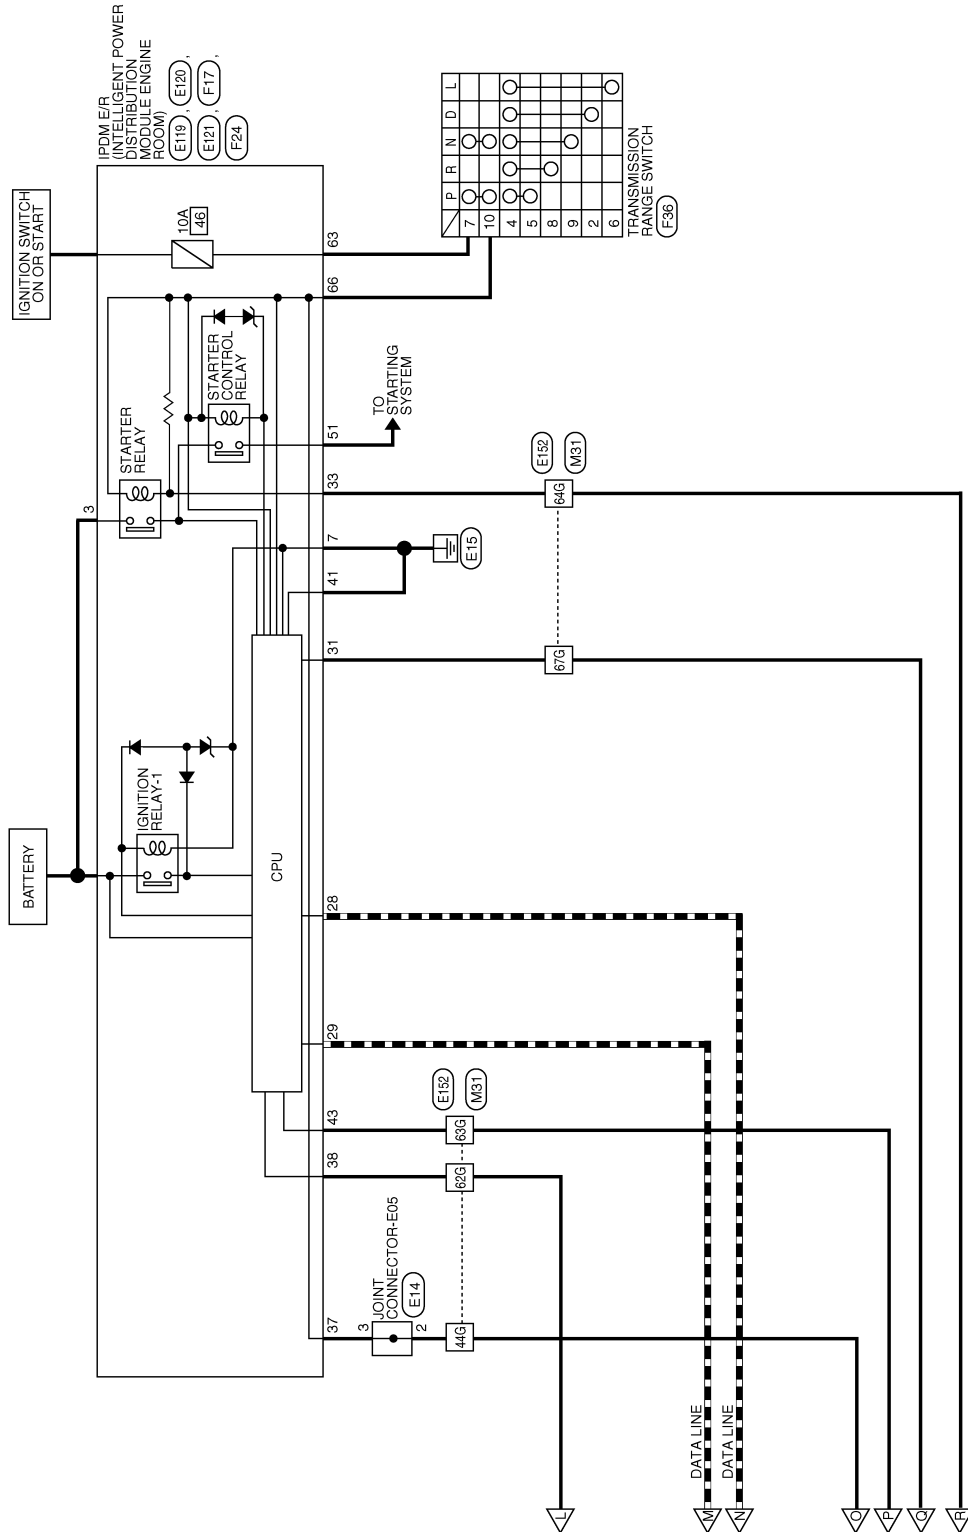 IPDM E/R
(INTELLIGENT POWER
DISTRIBUTION
MODULE ENGINE
ROOM)
E119 , E120 ,
E121 , F17 ,
F24
IGNITION SWITCH
ON OR START
10A
46
63
66
L
D
N
R
P
7
10
4
5
8
9
2
6
TRANSMISSION
RANGE SWITCH
F36
STARTER
CONTROL
RELAY
STARTER
RELAY
TO
STARTING
SYSTEM
51
33
3
7
41
31
E15
E152
M31
64G
67G
BATTERY
IGNITION
RELAY-1
CPU
28
29
43
38
37
E152
M31
63G
62G
44G
JOINT
CONNECTOR-E05
E14
3
2
DATA LINE
DATA LINE
L
M
N
O
P
Q
R